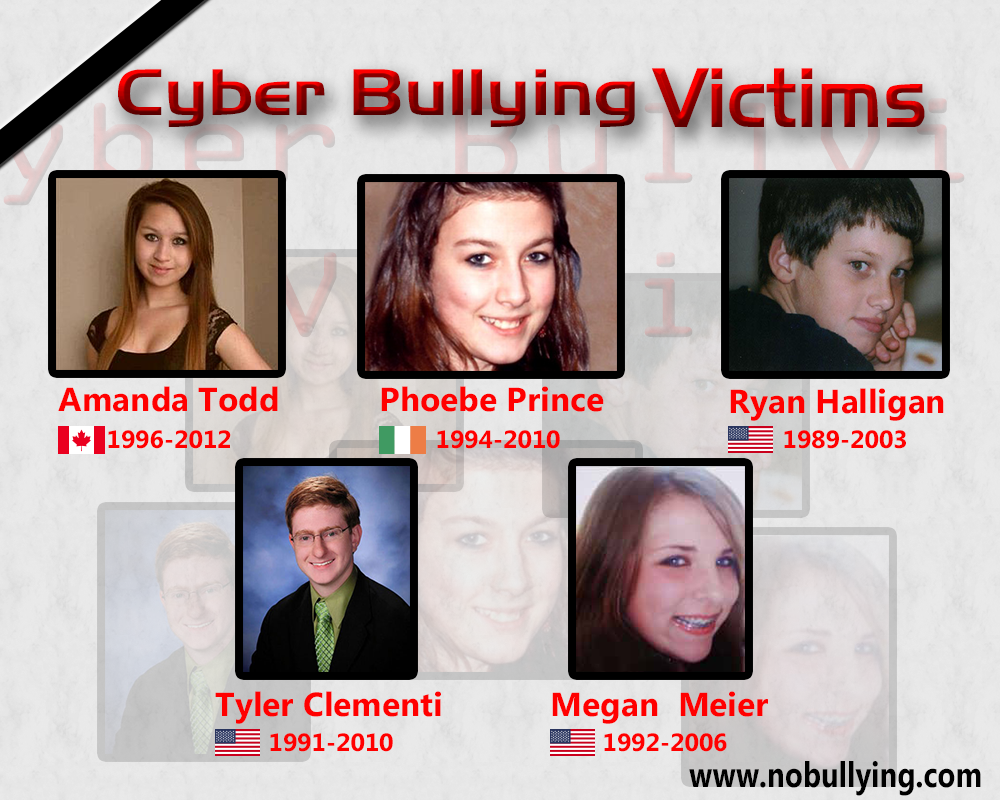 Cyber Bullying Victims
Amanda Todd
1996-2012
Phoebe Prince
1994-2010
Ryan Halligan
1989-2003
Tyler Clementi
1991-2010
Megan Meier
1992-2006
www.nobullying.com